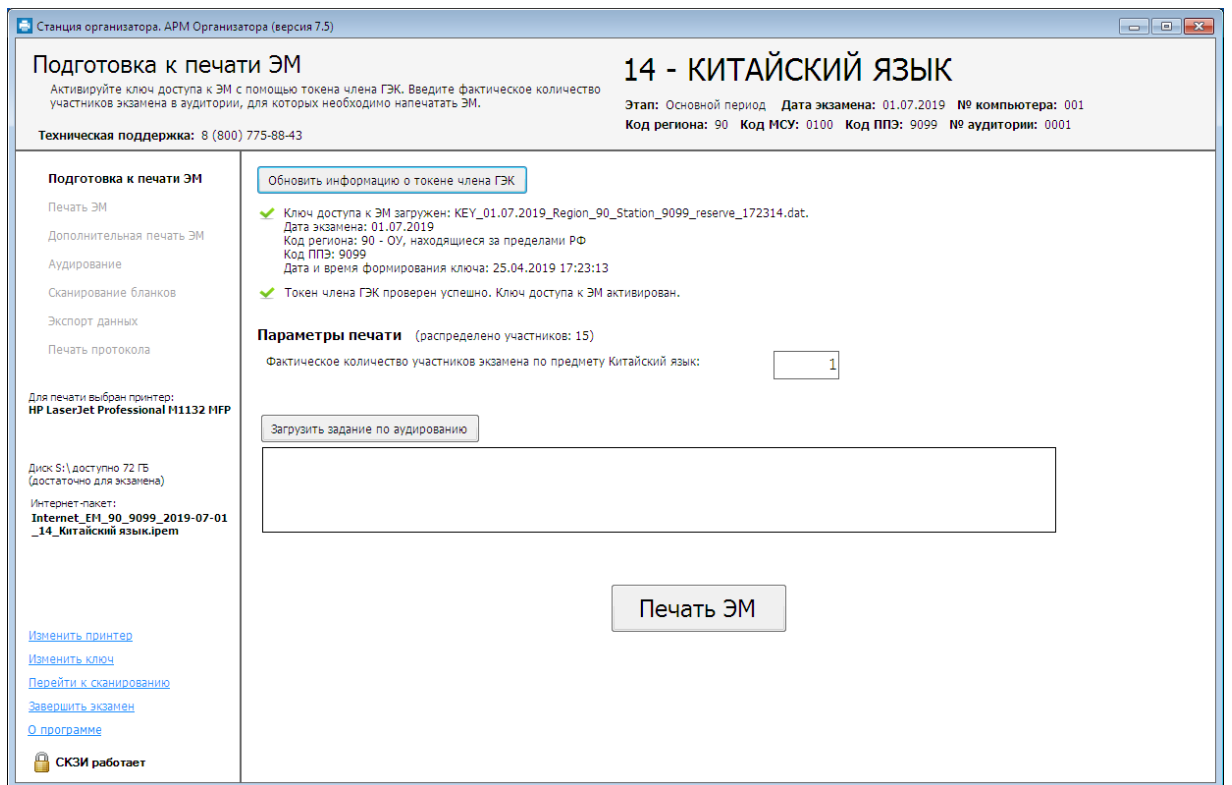 Станция организатора. АРМ Организатора (версия 7.5)
Подготовка к печати ЭМ
Активируйте ключ доступа к ЭМ с помощью токена члена ГЭК. Введите фактическое количество
участников экзамена в аудитории, для которых необходимо напечатать ЭМ.
Техническая поддержка: 8 (800) 775-88-43
14 - КИТАЙСКИЙ ЯЗЫК
Этап: Основной период Дата экзамена: 01.07.2019 № компьютера: 001
Код региона: 90 Код МСУ: 0100 Код ППЭ: 9099 № аудитории: 0001
Подготовка к печати ЭМ
Печать ЭМ
Дополнительная печать ЭМ
Аудирование
Сканирование бланков
Экспорт данных
Печать протокола
Для печати выбран принтер:
HP LaserJet Professional M1132 MFP
Диск S:\ доступно 72 ГБ
(достаточно для экзамена)
Интернет-пакет:
Internet_EM_90_9099_2019-07-01
_14_Китайский язык.ipem
Изменить принтер
Изменить ключ
Перейти к сканированию
Завершить экзамен
О программе
СКЗИ работает
Обновить информацию о токене члена ГЭК
Ключ доступа к ЭМ загружен: KEY_01.07.2019_Region_90_Station_9099_reserve_172314.dat.
Дата экзамена: 01.07.2019
Код региона: 90 - ОУ, находящиеся за пределами РФ
Код ППЭ: 9099
Дата и время формирования ключа: 25.04.2019 17:23:13
Токен члена ГЭК проверен успешно. Ключ доступа к ЭМ активирован.
Параметры печати (распределено участников: 15)
Фактическое количество участников экзамена по предмету Китайский язык: 1
Загрузить задание по аудированию
Печать ЭМ